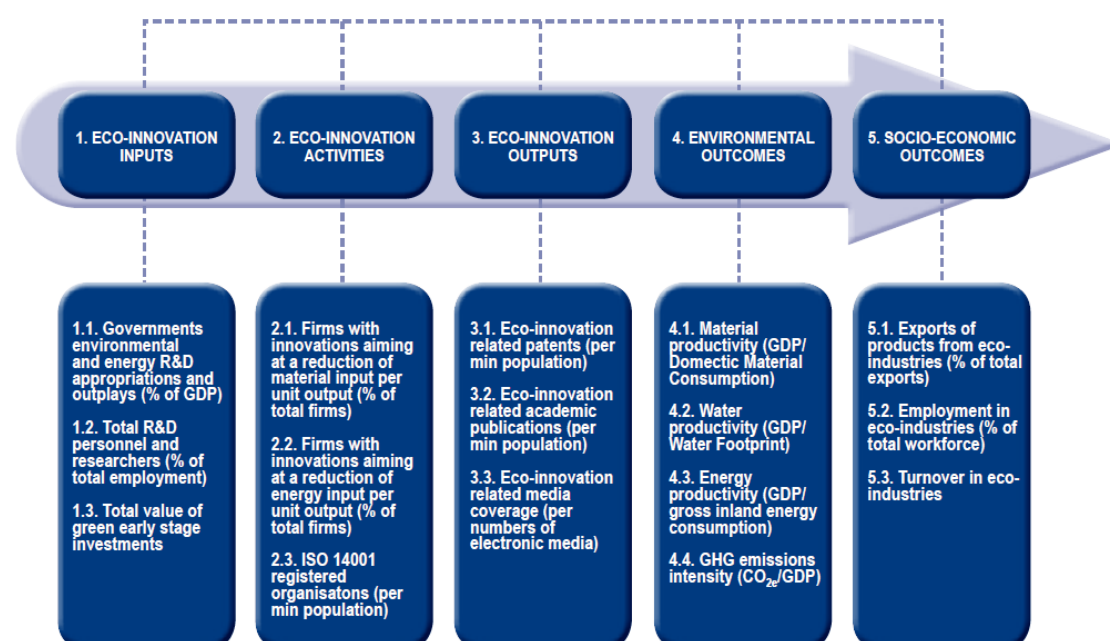 1. ECO-INNOVATION
INPUTS
2. ECO-INNOVATION
ACTIVITIES
3. ECO-INNOVATION
OUTPUTS
4. ENVIRONMENTAL
OUTCOMES
5. SOCIO-ECONOMIC
OUTCOMES
1.1. Governments
environmental
and energy R&D
appropriations and
outplays (% of GDP)
1.2. Total R&D
personnel and
researchers (% of
total employment)
1.3. Total value of
green early stage
investments
2.1. Firms with
innovations aiming
at a reduction of
material input per
unit output (% of
total firms)
2.2. Firms with
innovations aiming
at a reduction of
energy input per
unit output (% of
total firms)
2.3. ISO 14001
registered
organisatons (per
min population)
3.1. Eco-innovation
related patents (per
min population)
3.2. Eco-innovation
related academic
publications (per
min population)
3.3. Eco-innovation
related media
coverage (per
numbers of
electronic media)
4.1. Material
productivity (GDP/
Domectic Material
Consumption)
4.2. Water
productivity (GDP/
Water Footprint)
4.3. Energy
productivity (GDP/
gross inland energy
consumption)
4.4. GHG emissions
intensity (CO2e/GDP)
5.1. Exports of
products from eco-
industries (% of total
exports)
5.2. Employment in
eco-industries (% of
total workforce)
5.3. Turnover in eco-
industries